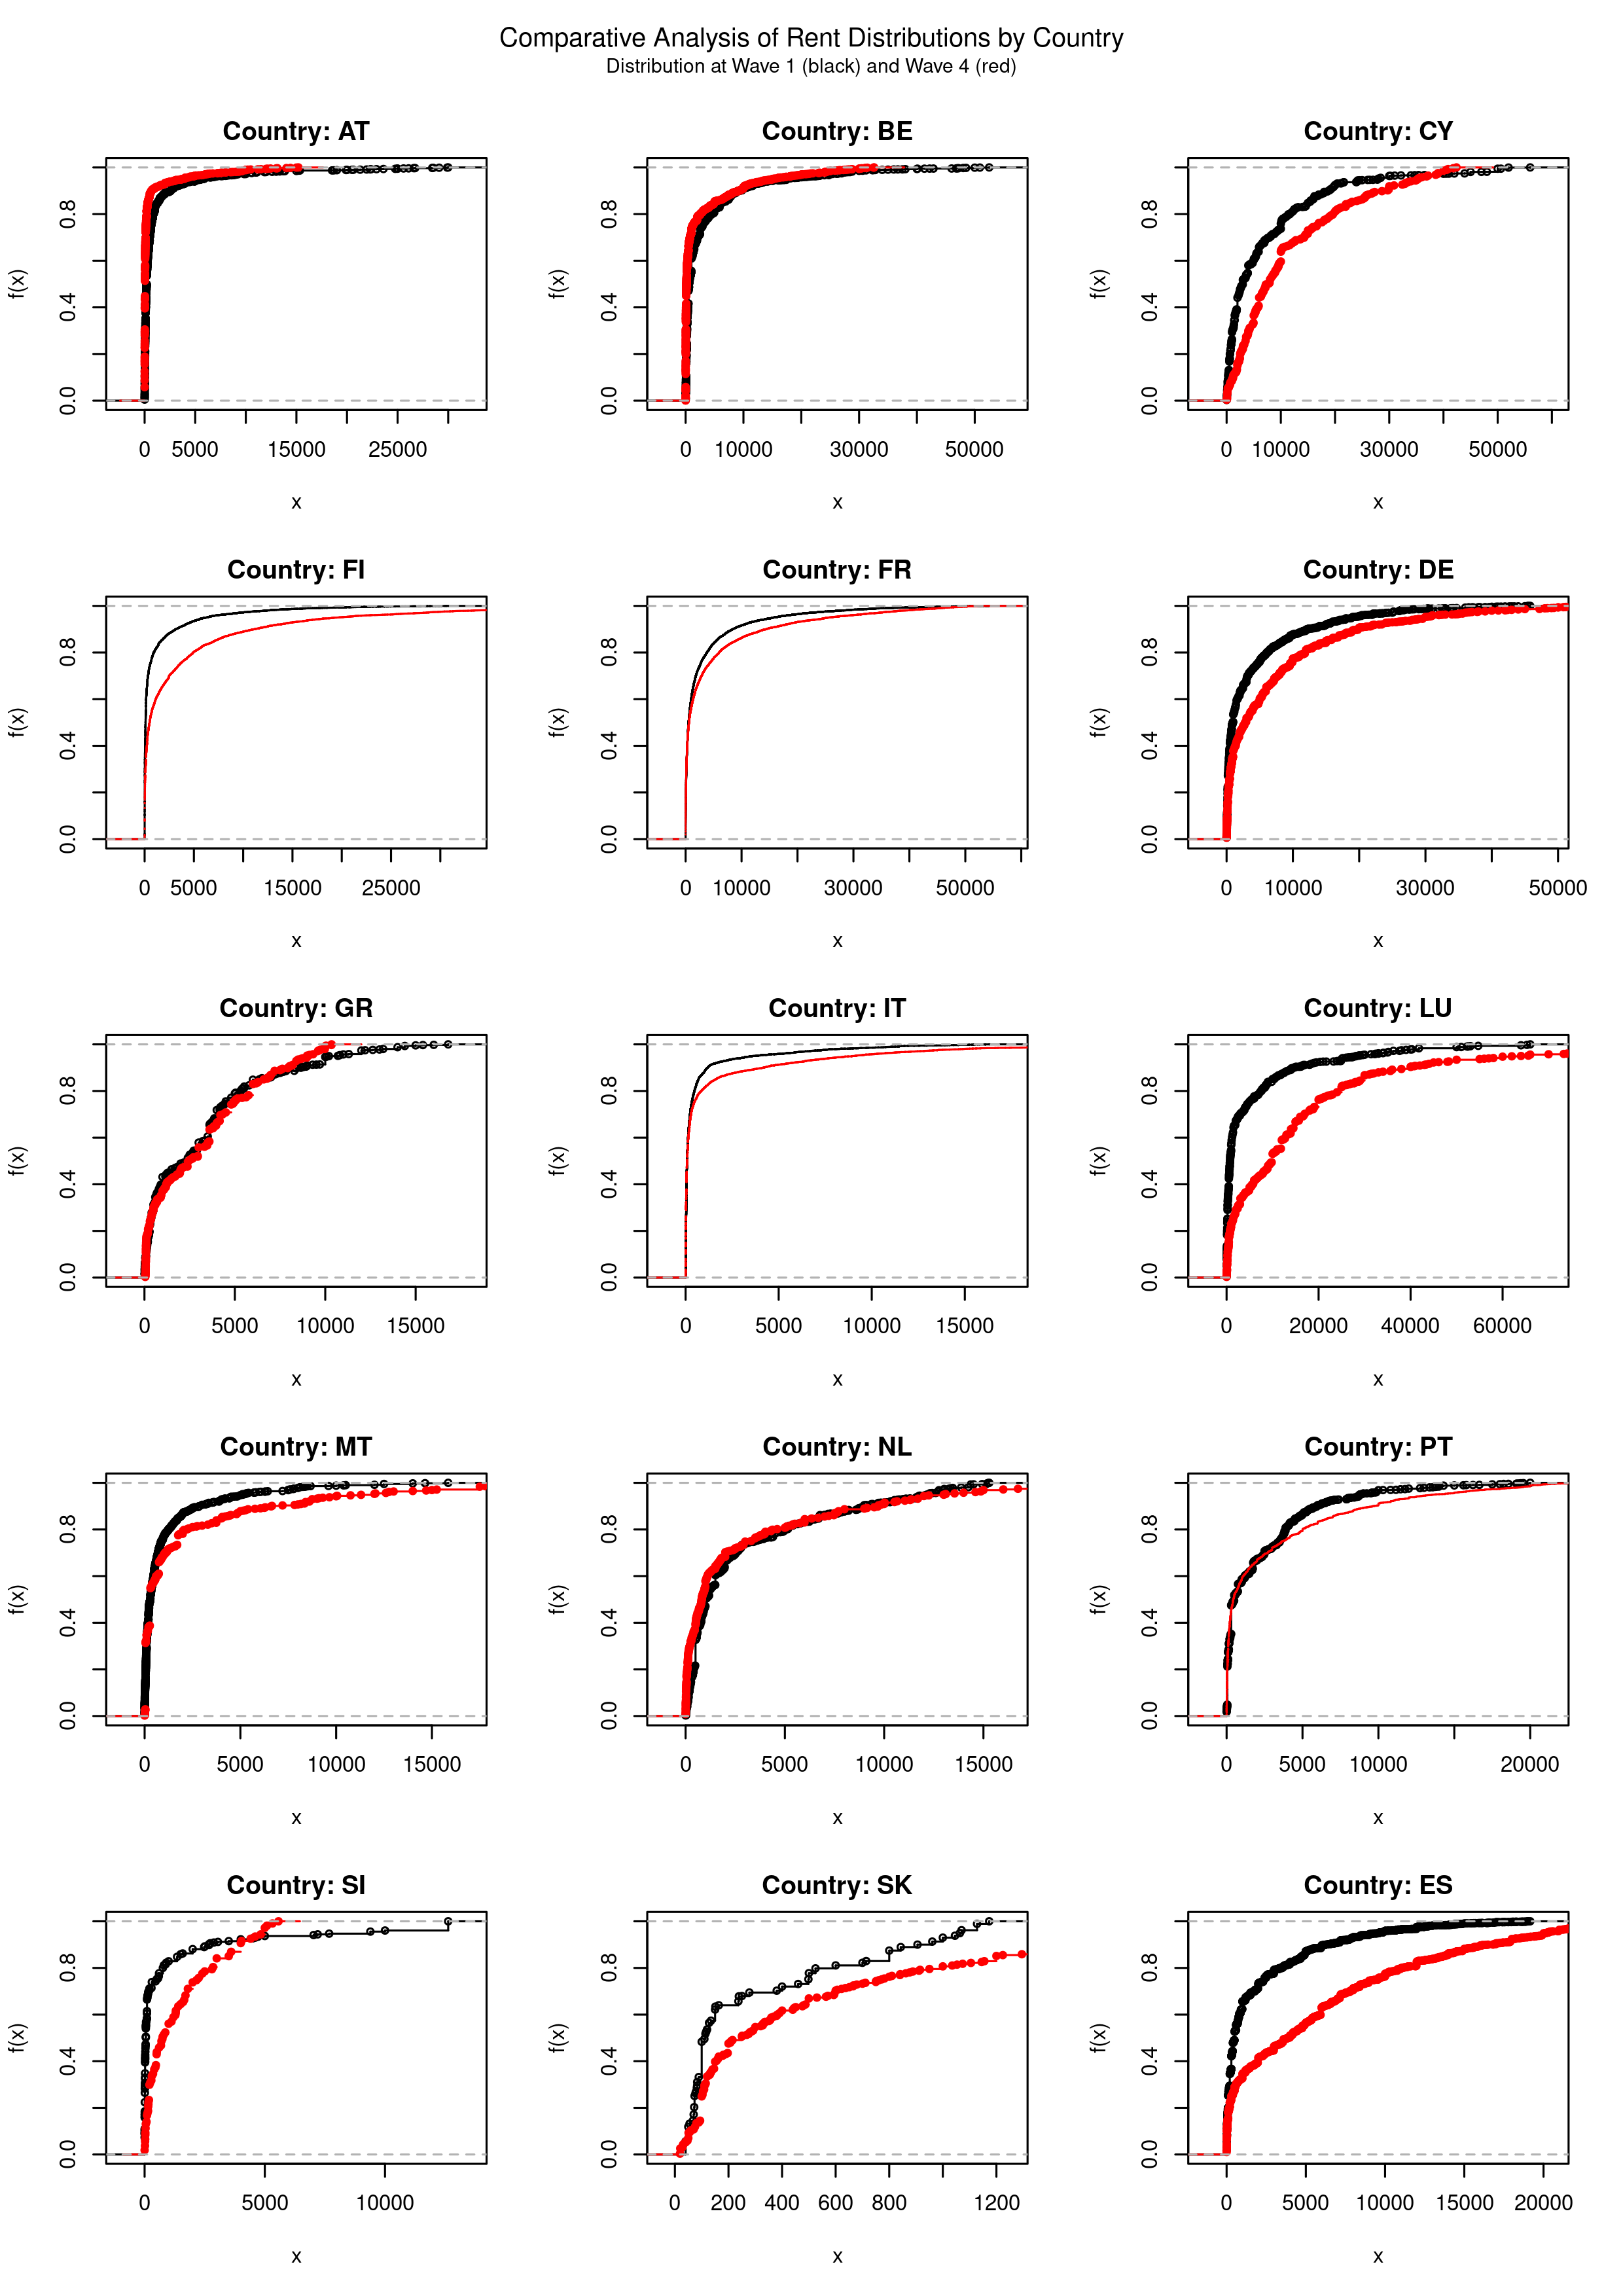 Comparative Analysis of Rent Distributions by Country
Distribution at Wave 1 (black) and Wave 4 (red)
Country: AT
f(x)
0.0 0.4 0.8
0 5000 15000 25000
x
Country: BE
f(x)
0.0 0.4 0.8
0 10000 30000 50000
x
Country: CY
f(x)
0.0 0.4 0.8
0 10000 30000 50000
x
Country: FI
f(x)
0.0 0.4 0.8
0 5000 15000 25000
x
Country: FR
f(x)
0.0 0.4 0.8
0 10000 30000 50000
x
Country: DE
f(x)
0.0 0.4 0.8
0 10000 30000 50000
x
Country: GR
f(x)
0.0 0.4 0.8
0 5000 10000 15000
x
Country: IT
f(x)
0.0 0.4 0.8
0 5000 10000 15000
x
Country: LU
f(x)
0.0 0.4 0.8
0 20000 40000 60000
x
Country: MT
f(x)
0.0 0.4 0.8
0 5000 10000 15000
x
Country: NL
f(x)
0.0 0.4 0.8
0 5000 10000 15000
x
Country: PT
f(x)
0.0 0.4 0.8
0 5000 10000 20000
x
Country: SI
f(x)
0.0 0.4 0.8
0 5000 10000
x
Country: SK
f(x)
0.0 0.4 0.8
0 200 400 600 800 1200
x
Country: ES
f(x)
0.0 0.4 0.8
0 5000 10000 15000 20000
x